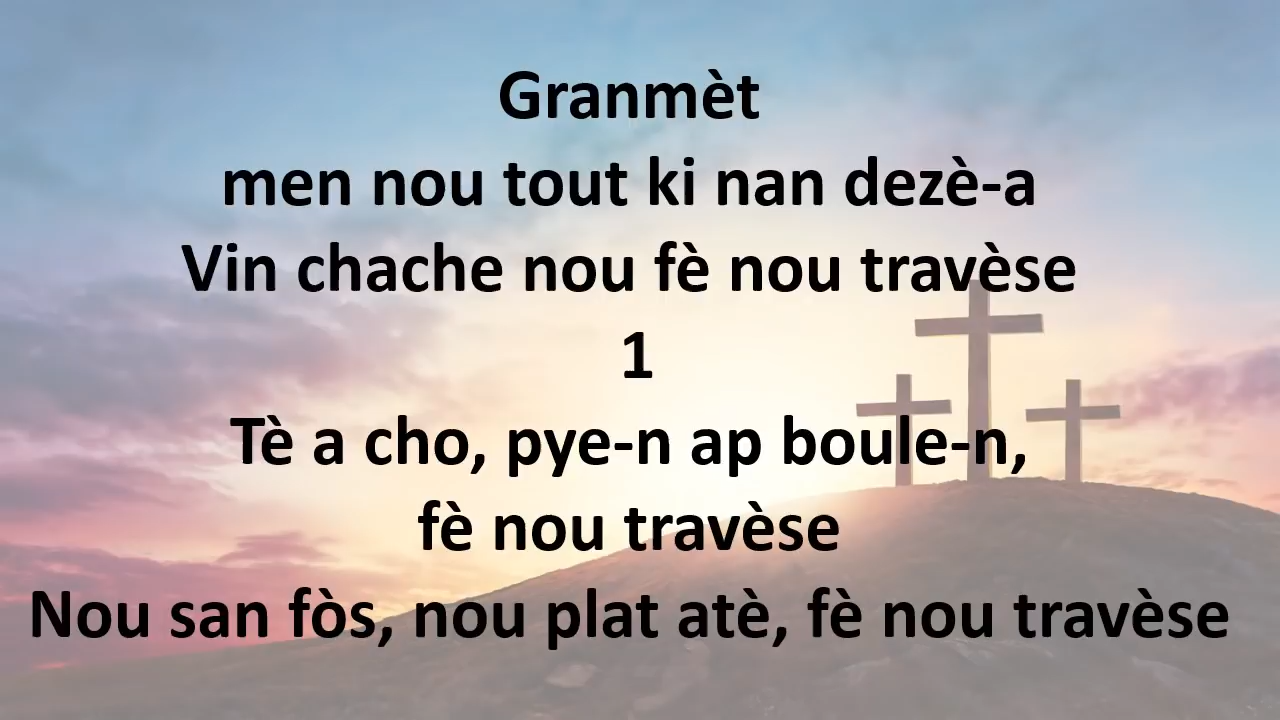 Granmèt
men nou tout ki nan dezè-a
Vin chache nou fè nou travèse
1
Tè a cho, pye-n ap boule-n,
fè nou travèse
Nou san fòs, nou plat atè, fè nou travèse